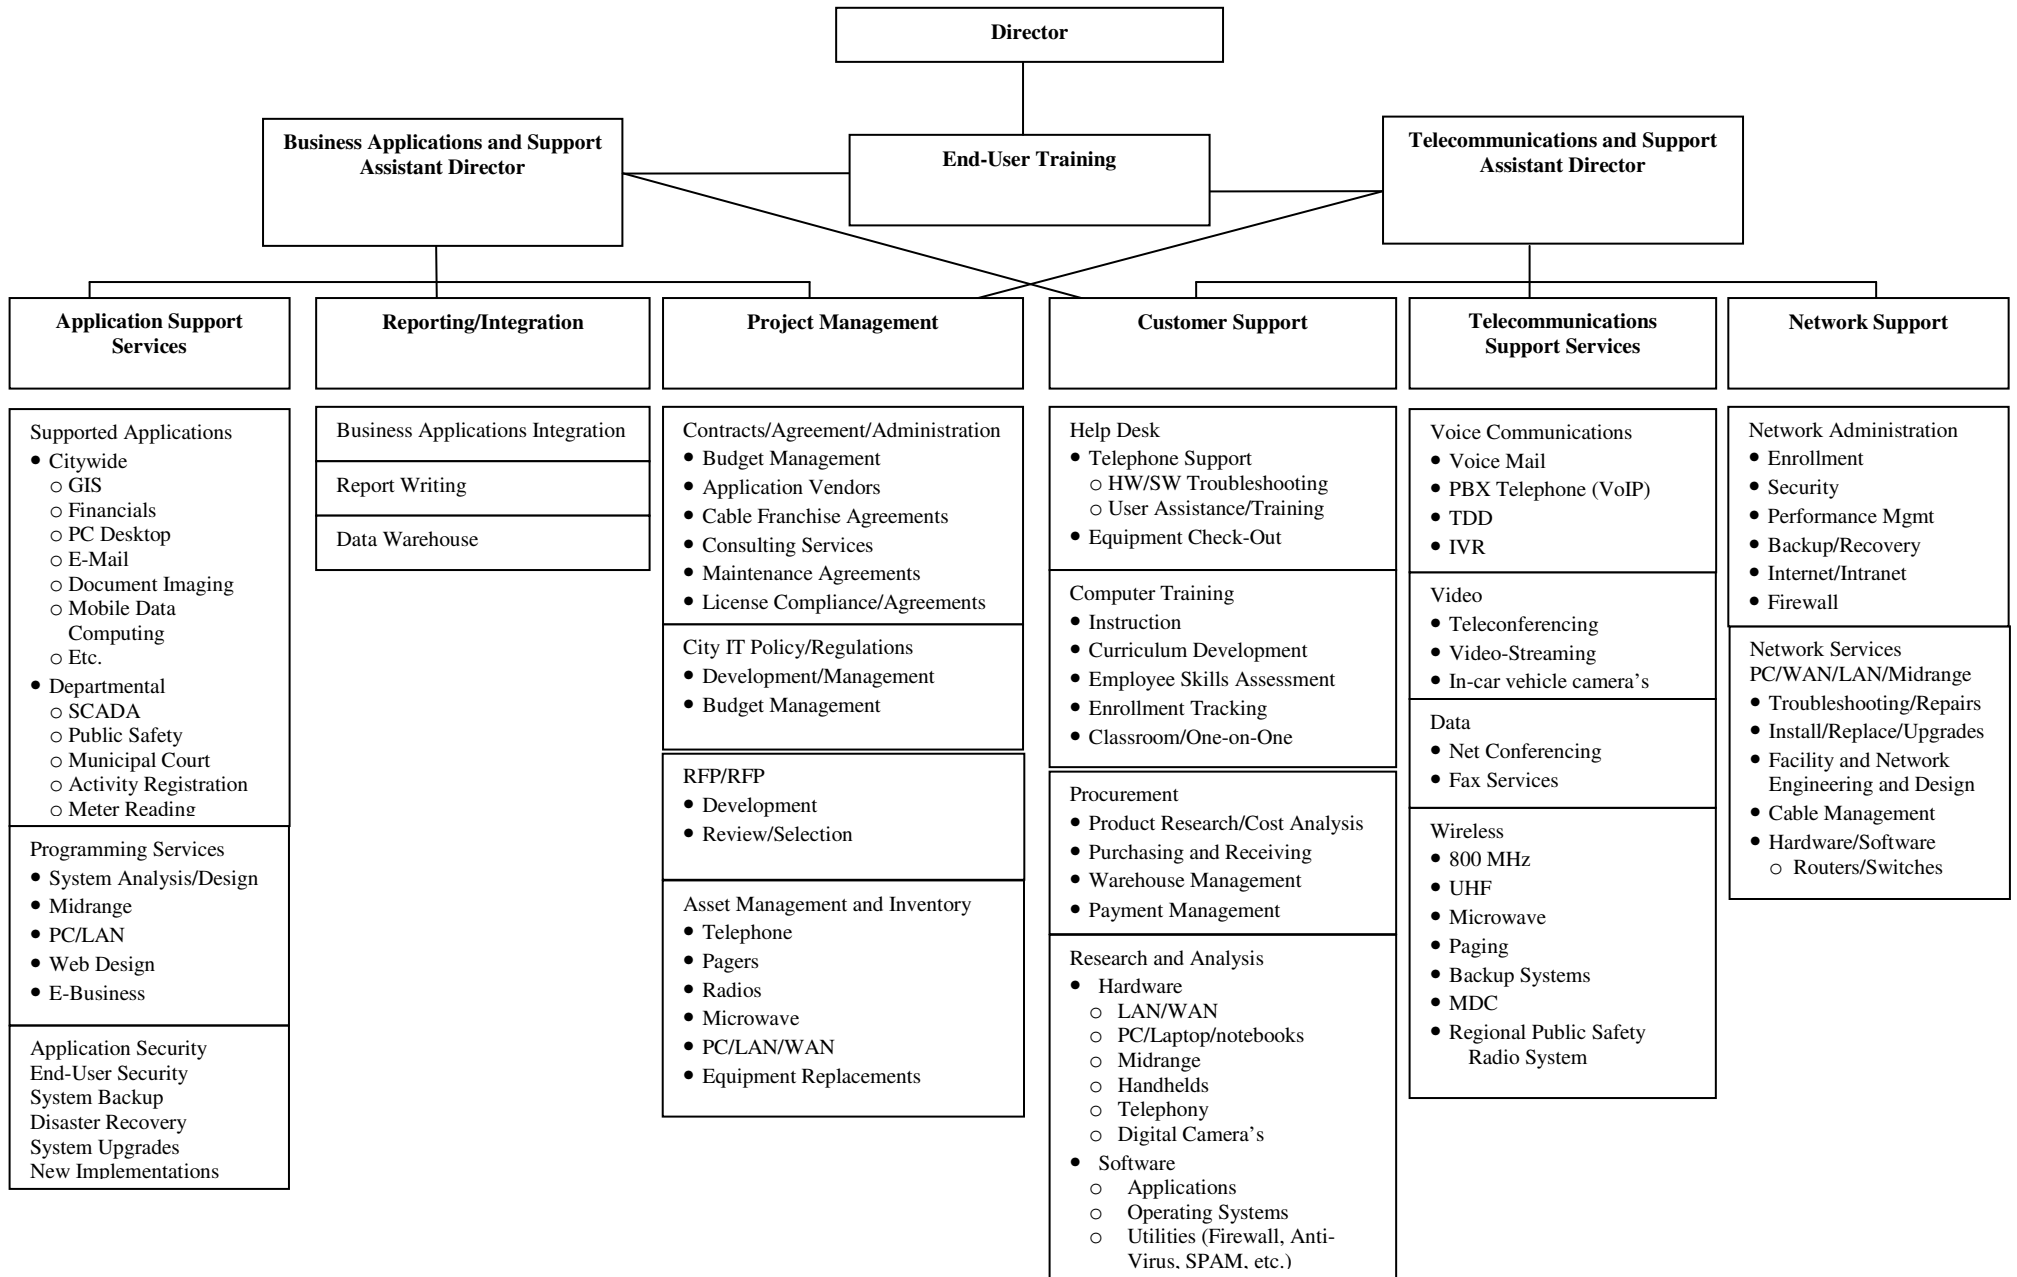 Director
Business Applications and Support
Assistant Director
End-User Training
Telecommunications and Support
Assistant Director
Application Support
Services
Reporting/Integration
Project Management
Customer Support
Telecommunications
Support Services
Network Support
Supported Applications
• Citywide
o GIS
o Financials
o PC Desktop
o E-Mail
o Document Imaging
o Mobile Data
Computing
o Etc.
• Departmental
o SCADA
o Public Safety
o Municipal Court
o Activity Registration
o Meter Reading
Programming Services
• System Analysis/Design
• Midrange
• PC/LAN
• Web Design
• E-Business
Application Security
End-User Security
System Backup
Disaster Recovery
System Upgrades
New Implementations
Business Applications Integration
Report Writing
Data Warehouse
Contracts/Agreement/Administration
• Budget Management
• Application Vendors
• Cable Franchise Agreements
• Consulting Services
• Maintenance Agreements
• License Compliance/Agreements
City IT Policy/Regulations
• Development/Management
• Budget Management
RFP/RFP
• Development
• Review/Selection
Asset Management and Inventory
• Telephone
• Pagers
• Radios
• Microwave
• PC/LAN/WAN
• Equipment Replacements
Help Desk
• Telephone Support
o HW/SW Troubleshooting
o User Assistance/Training
• Equipment Check-Out
Computer Training
• Instruction
• Curriculum Development
• Employee Skills Assessment
• Enrollment Tracking
• Classroom/One-on-One
Procurement
• Product Research/Cost Analysis
• Purchasing and Receiving
• Warehouse Management
• Payment Management
Research and Analysis
• Hardware
o LAN/WAN
o PC/Laptop/notebooks
o Midrange
o Handhelds
o Telephony
o Digital Camera's
• Software
o Applications
o Operating Systems
o Utilities (Firewall, Anti-
Virus, SPAM, etc.)
Voice Communications
• Voice Mail
• PBX Telephone (VoIP)
• TDD
• IVR
Video
• Teleconferencing
• Video-Streaming
• In-car vehicle camera's
Data
• Net Conferencing
• Fax Services
Wireless
• 800 MHz
• UHF
• Microwave
• Paging
• Backup Systems
• MDC
• Regional Public Safety
Radio System
Network Administration
• Enrollment
• Security
• Performance Mgmt
• Backup/Recovery
• Internet/Intranet
• Firewall
Network Services
PC/WAN/LAN/Midrange
• Troubleshooting/Repairs
• Install/Replace/Upgrades
• Facility and Network
Engineering and Design
• Cable Management
• Hardware/Software
o Routers/Switches